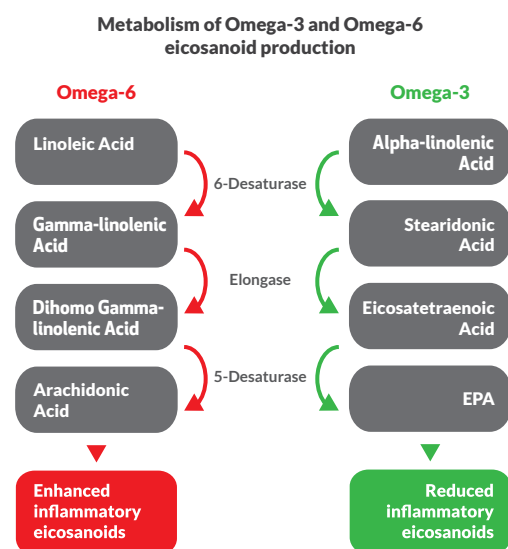 Metabolism of Omega-3 and Omega-6
eicosanoid production
Omega-6
Omega-3
Linoleic Acid
Alpha-linolenic
Acid
6-Desaturase
Gamma-linolenic
Acid
Stearidonic
Acid
Elongase
Dihomo Gamma-
linolenic Acid
Eicosatetraenoic
Acid
5-Desaturase
Arachidonic
Acid
EPA
Enhanced
inflammatory
eicosanoids
Reduced
inflammatory
eicosanoids